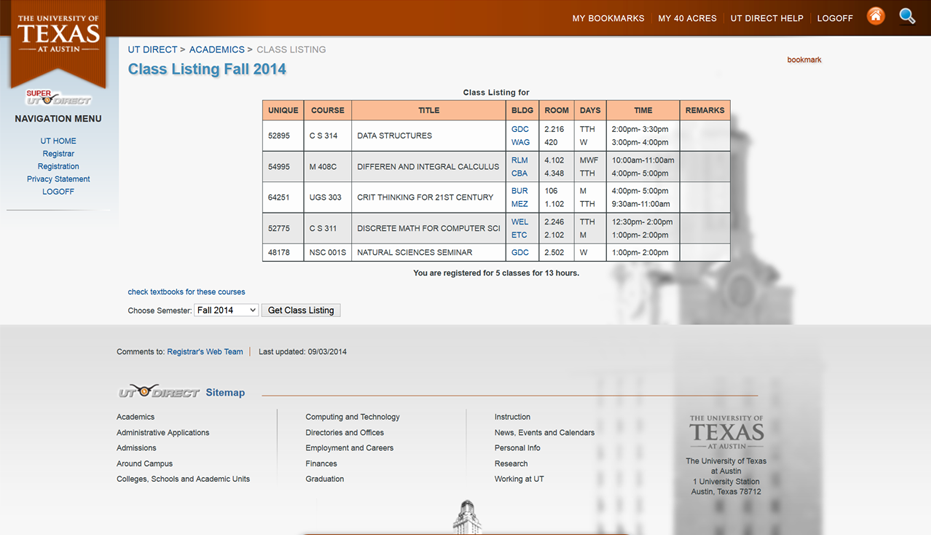 THE UNIVERSITY OF
TEXAS
AT AUSTIN
MY BOOKMARKS MY 40 ACRES UT DIRECT HELP LOGOFF
UT DIRECT > ACADEMICS > CLASS LISTING
Class Listing Fall 2014
bookmark
SUPER
UT DIRECT
NAVIGATION MENU
UT HOME
Registrar
Registration
Privacy Statement
LOGOFF
Class Listing for
UNIQUE COURSE TITLE BLDG ROOM DAYS TIME REMARKS
52895 C S 314 DATA STRUCTURES GDC 2.216 TTH 2:00pm- 3:30pm
WAG 420 W 3:00pm- 4:00pm
54995 M 408C DIFFEREN AND INTEGRAL CALCULUS RLM 4.102 MWF 10:00am-11:00am
CBA 4.348 TTH 4:00pm- 5:00pm
64251 UGS 303 CRIT THINKING FOR 21ST CENTURY BUR 106 M 4:00pm- 5:00pm
MEZ 1.102 TTH 9:30am-11:00am
52775 C S 311 DISCRETE MATH FOR COMPUTER SCI WEL 2.246 TTH 12:30pm- 2:00pm
ETC 2.102 M 1:00pm- 2:00pm
48178 NSC 001S NATURAL SCIENCES SEMINAR GDC 2.502 W 1:00pm- 2:00pm
You are registered for 5 classes for 13 hours.
check textbooks for these courses
Choose Semester: Fall 2014 Get Class Listing
Comments to: Registrar's Web Team | Last updated: 09/03/2014
UT DIRECT Sitemap
Academics
Administrative Applications
Admissions
Around Campus
Colleges, Schools and Academic Units
Computing and Technology
Directories and Offices
Employment and Careers
Finances
Graduation
Instruction
News, Events and Calendars
Personal Info
Research
Working at UT
THE UNIVERSITY OF
TEXAS
AT AUSTIN
The University of Texas
at Austin
1 University Station
Austin, Texas 78712